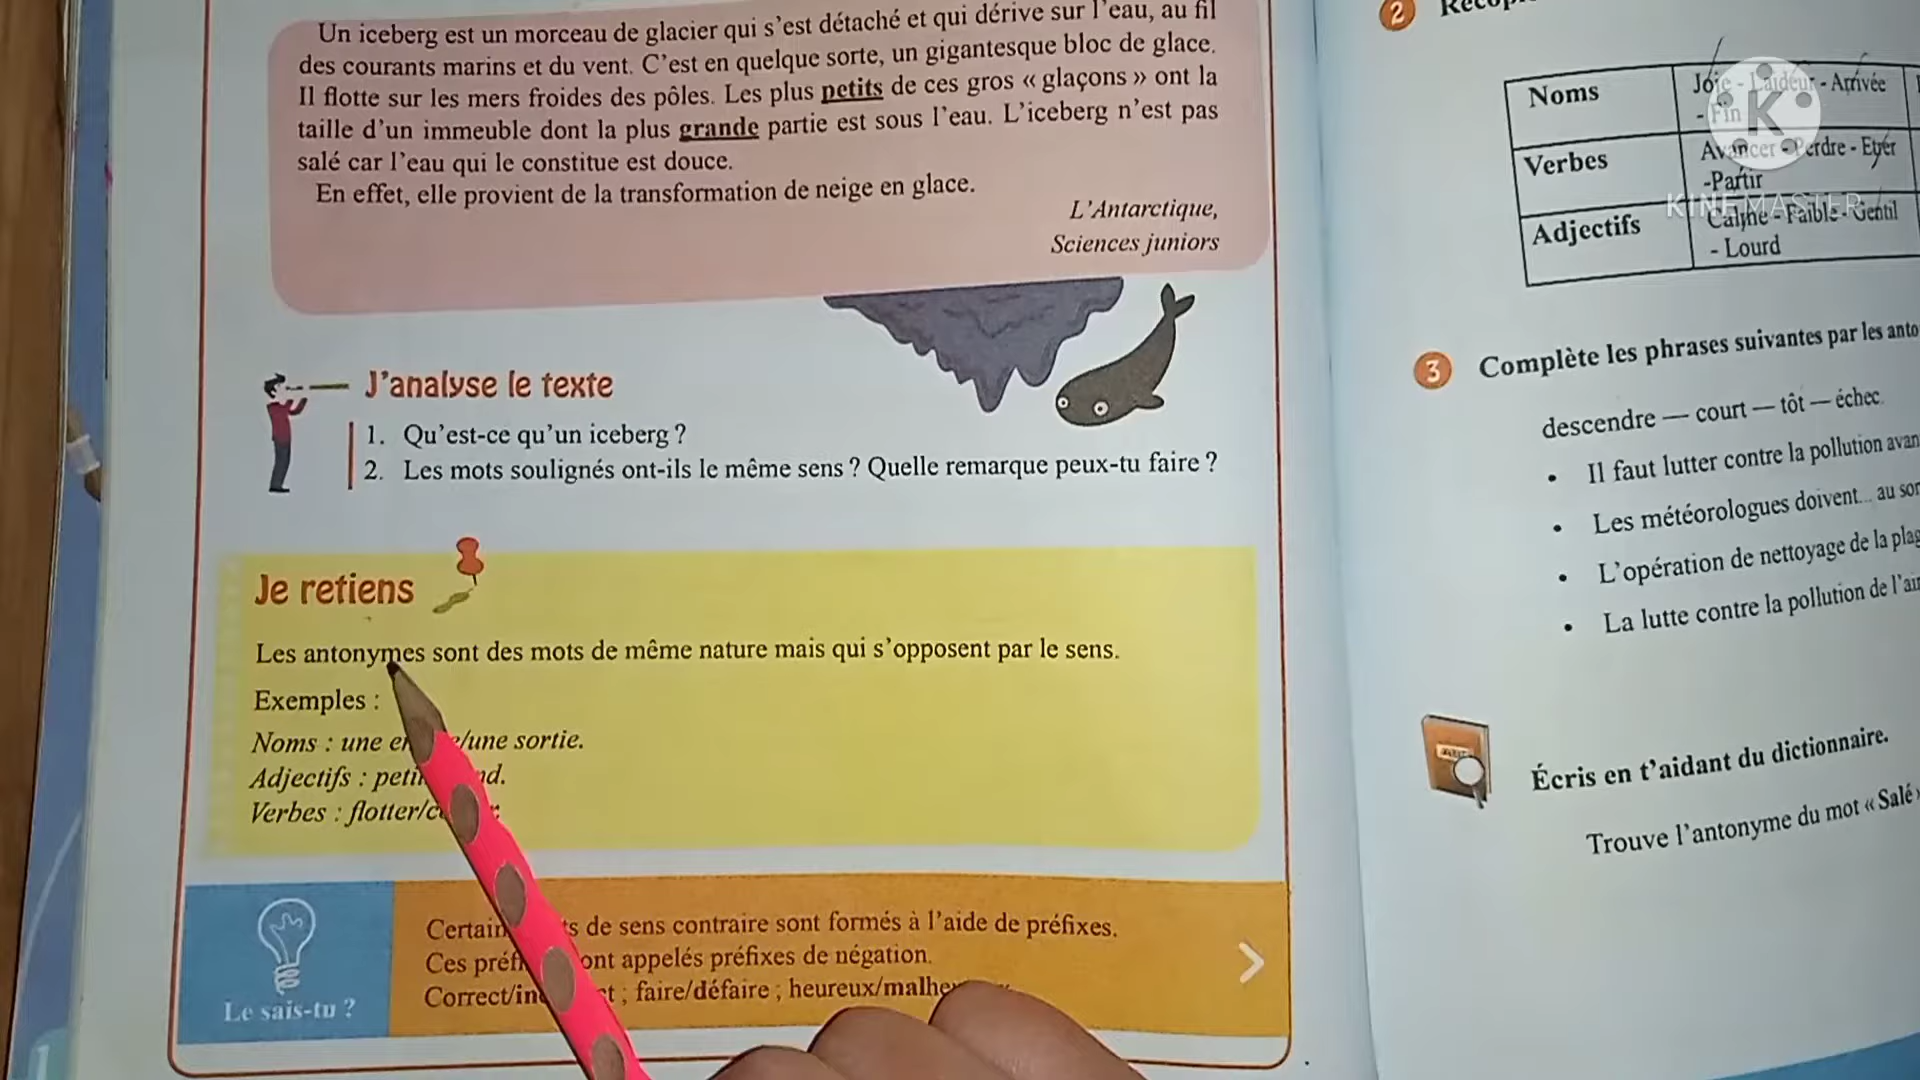 Un iceberg est un morceau de glacier qui s'est détaché et qui dérive sur l'eau, au fil
des courants marins et du vent. C'est en quelque sorte, un gigantesque bloc de glace.
Il flotte sur les mers froides des pôles. Les plus petits de ces gros « glaçons » ont la
taille d'un immeuble dont la plus grande partie est sous l'eau. L'iceberg n'est pas
salé car l'eau qui le constitue est douce.
En effet, elle provient de la transformation de neige en glace.
L'Antarctique,
Sciences juniors
J'analyse le texte
1. Qu'est-ce qu'un iceberg ?
2. Les mots soulignés ont-ils le même sens ? Quelle remarque peux-tu faire ?
Je retiens
Les antonymes sont des mots de même nature mais qui s'opposent par le sens.
Exemples :
Noms : une /une sortie.
Adjectifs :
Verbes : flotter/
de sens contraire sont formés à l'aide de préfixes.
Ces appelés préfixes de négation.
Correct/ ; faire/défaire ; heureux/
Le sais-tu ?
2
Noms
Joie - Laideur - Arrivée
- Fin
Verbes
Avancer - Perdre - Etyer
-Partir
Adjectifs
Calme - Faible - Gentil
- Lourd
K
KINEMASTER
3 Complète les phrases suivantes par les
descendre — court — tôt — échec
• Il faut lutter contre la pollution
• Les météorologues doivent... au
• L'opération de nettoyage de la
• La lutte contre la pollution de
Écris en t'aidant du dictionnaire.
Trouve l'antonyme du mot « Salé »